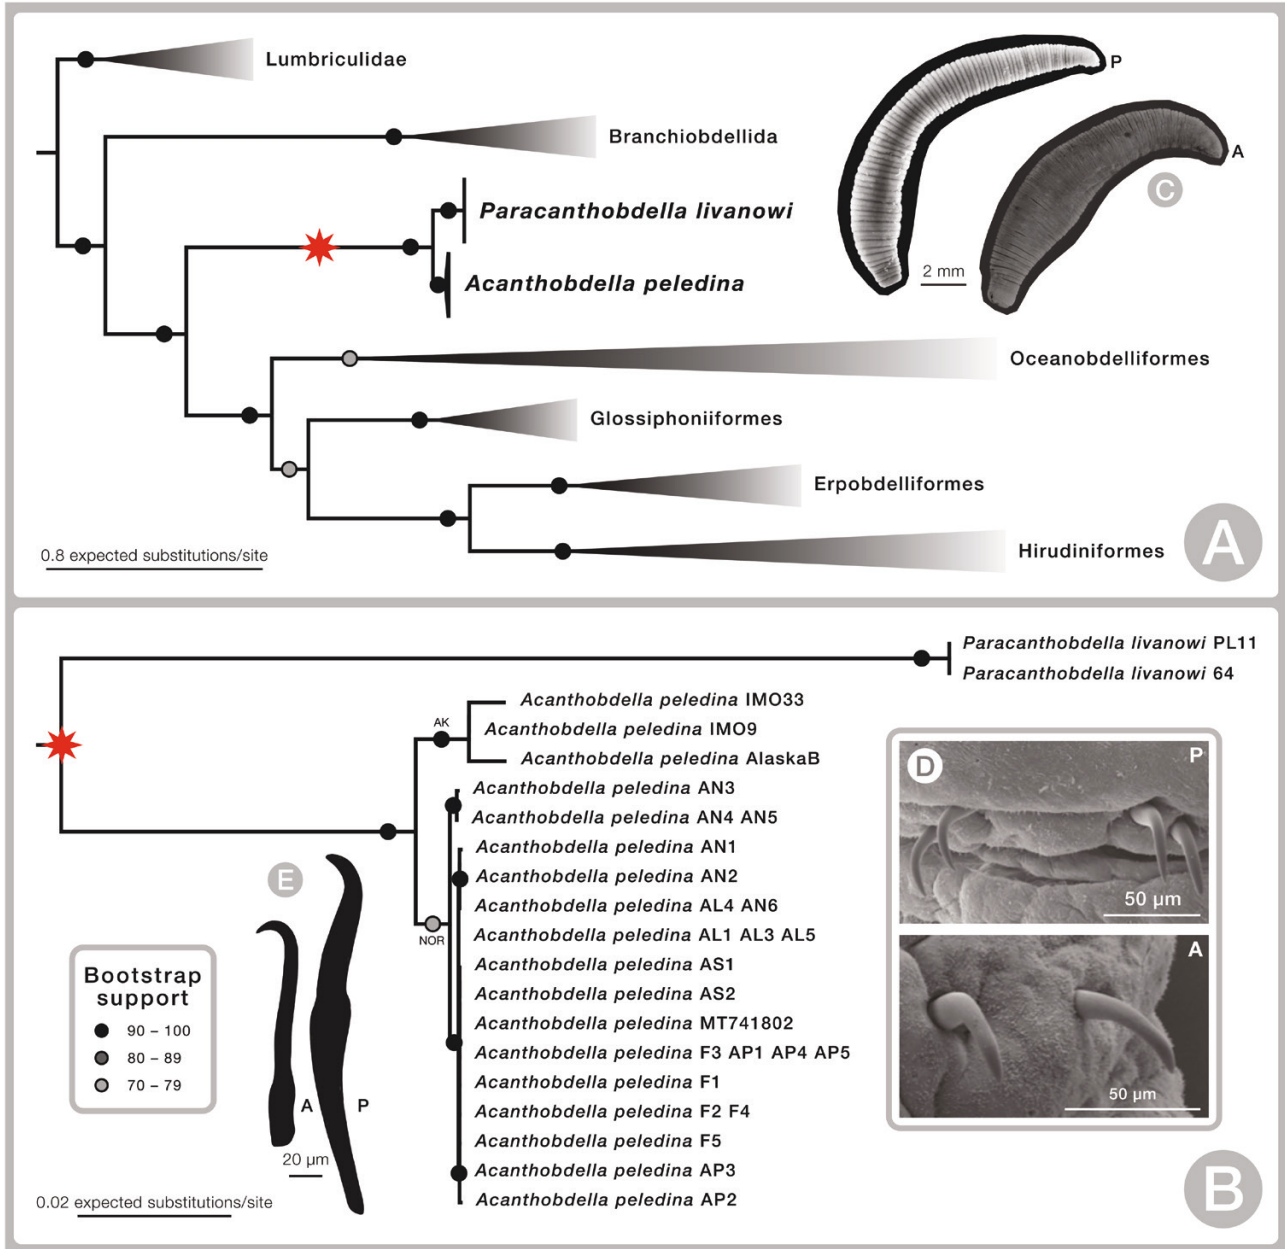 Lumbriculidae
P
Branchiobdellida
A
C
Paracanthobdella livanowi
2 mm
Acanthobdella peledina
Oceanobdelliformes
Glossiphoniiformes
Erpobdelliformes
A
0.8 expected substitutions/site
Hirudiniformes
Paracanthobdella livanowi PL11
Paracanthobdella livanowi 64
Acanthobdella peledina IMO33
AK
Acanthobdella peledina IMO9
Acanthobdella peledina AlaskaB
Acanthobdella peledina AN3
Acanthobdella peledina AN4 AN5
Acanthobdella peledina AN1
Acanthobdella peledina AN2
Acanthobdella peledina AL4 AN6
NOR
Acanthobdella peledina AL1 AL3 AL5
Acanthobdella peledina AS1
Acanthobdella peledina AS2
Acanthobdella peledina MT741802
Acanthobdella peledina F3 AP1 AP4 AP5
Acanthobdella peledina F1
Acanthobdella peledina F2 F4
Acanthobdella peledina F5
Acanthobdella peledina AP3
Acanthobdella peledina AP2
D
P
50 µm
A
50 µm
E
A
P
20 µm
Bootstrap
support
90 – 100
80 – 89
70 – 79
0.02 expected substitutions/site
B